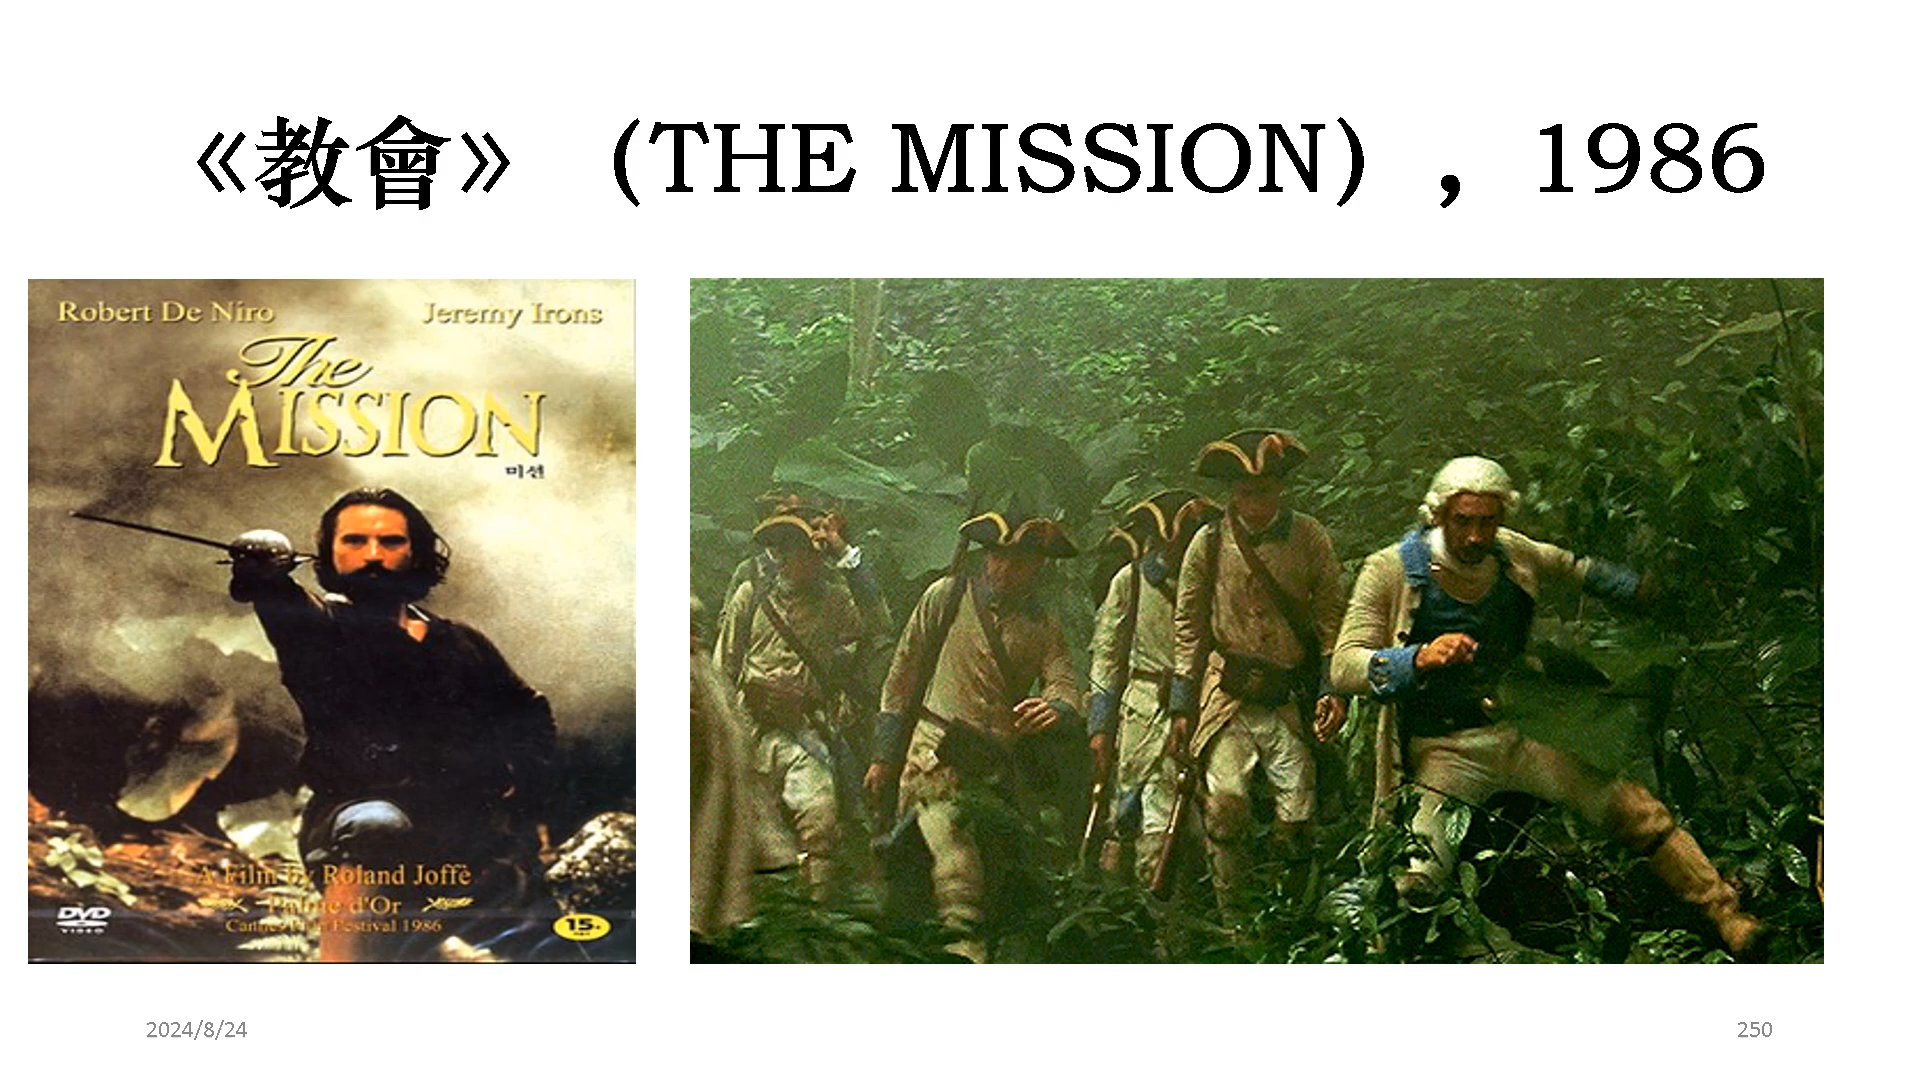 《教會》 (THE MISSION) ，1986
Robert De Niro Jeremy Irons
The
MISSION
미션
A Film by Roland Joffé
Palme d'Or
Cannes Film Festival 1986
DVD
VIDEO
15
2024/8/24
250